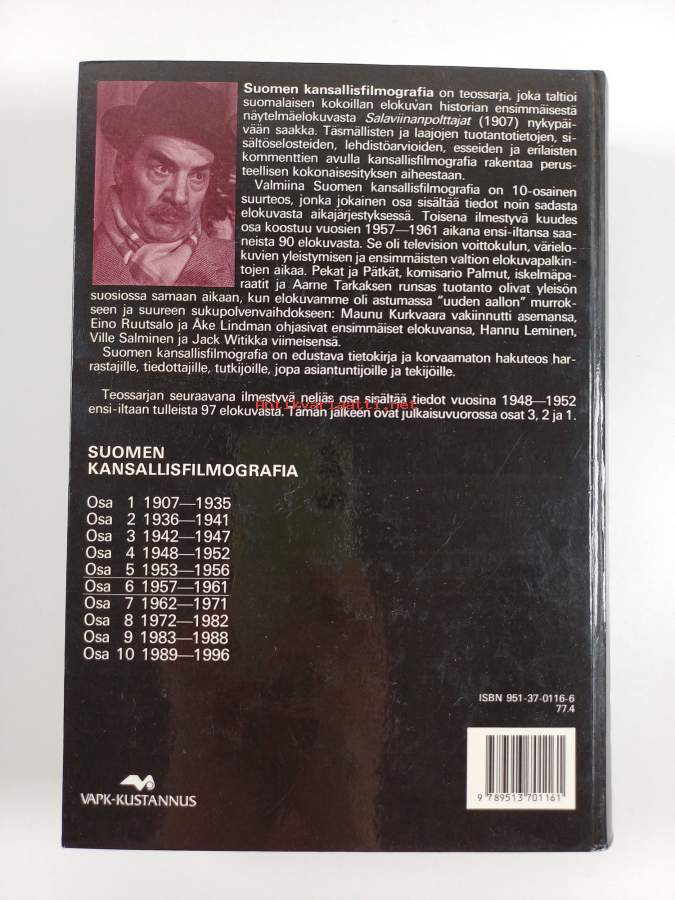 Suomen kansallisfilmografia on teossarja, joka taltioi
suomalaisen kokoillan elokuvan historian ensimmäisestä
näytelmäelokuvasta Salaviinanpolttajat (1907) nykypäi-
vään saakka. Täsmällisten ja laajojen tuotantotietojen, si-
sältöselosteiden, lehdistöarvioiden, esseiden ja erilaisten
kommenttien avulla kansallisfilmografia rakentaa perus-
teellisen kokonaisesityksen aiheestaan.
Valmiina Suomen kansallisfilmografia on 10-osainen
suurteos, jonka jokainen osa sisältää tiedot noin sadasta
elokuvasta aikajärjestyksessä. Toisena ilmestyvä kuudes
osa koostuu vuosien 1957—1961 aikana ensi-iltansa saa-
neista 90 elokuvasta. Se oli television voittokulun, värielo-
kuvien yleistymisen ja ensimmäisten valtion elokuvapalkin-
tojen aikaa. Pekat ja Pätkät, komisario Palmut, iskelmäpa-
raatit ja Aarne Tarkaksen runsas tuotanto olivat yleisön
suosiossa samaan aikaan, kun elokuvamme oli astumassa "uuden aallon" murrok-
seen ja suureen sukupolvenvaihdokseen: Maunu Kurkvaara vakiinnutti asemansa,
Eino Ruutsalo ja Åke Lindman ohjasivat ensimmäiset elokuvansa, Hannu Leminen,
Ville Salminen ja Jack Witikka viimeisensä.
Suomen kansallisfilmografia on edustava tietokirja ja korvaamaton hakuteos har-
rastajille, tiedottajille, tutkijoille, jopa asiantuntijoille ja tekijöille.
Teossarjan seuraavana ilmestyvä neljäs osa sisältää tiedot vuosina 1948—1952
ensi-iltaan tulleista 97 elokuvasta. Tämän jälkeen ovat julkaisuvuorossa osat 3, 2 ja 1.
Antikvariaatti.net
SUOMEN
KANSALLISFILMOGRAFIA
Osa 1 1907—1935
Osa 2 1936—1941
Osa 3 1942—1947
Osa 4 1948—1952
Osa 5 1953—1956
Osa 6 1957—1961
Osa 7 1962—1971
Osa 8 1972—1982
Osa 9 1983—1988
Osa 10 1989—1996
ISBN 951-37-0116-6
77.4
9 789513 701161
VAPK-KUSTANNUS